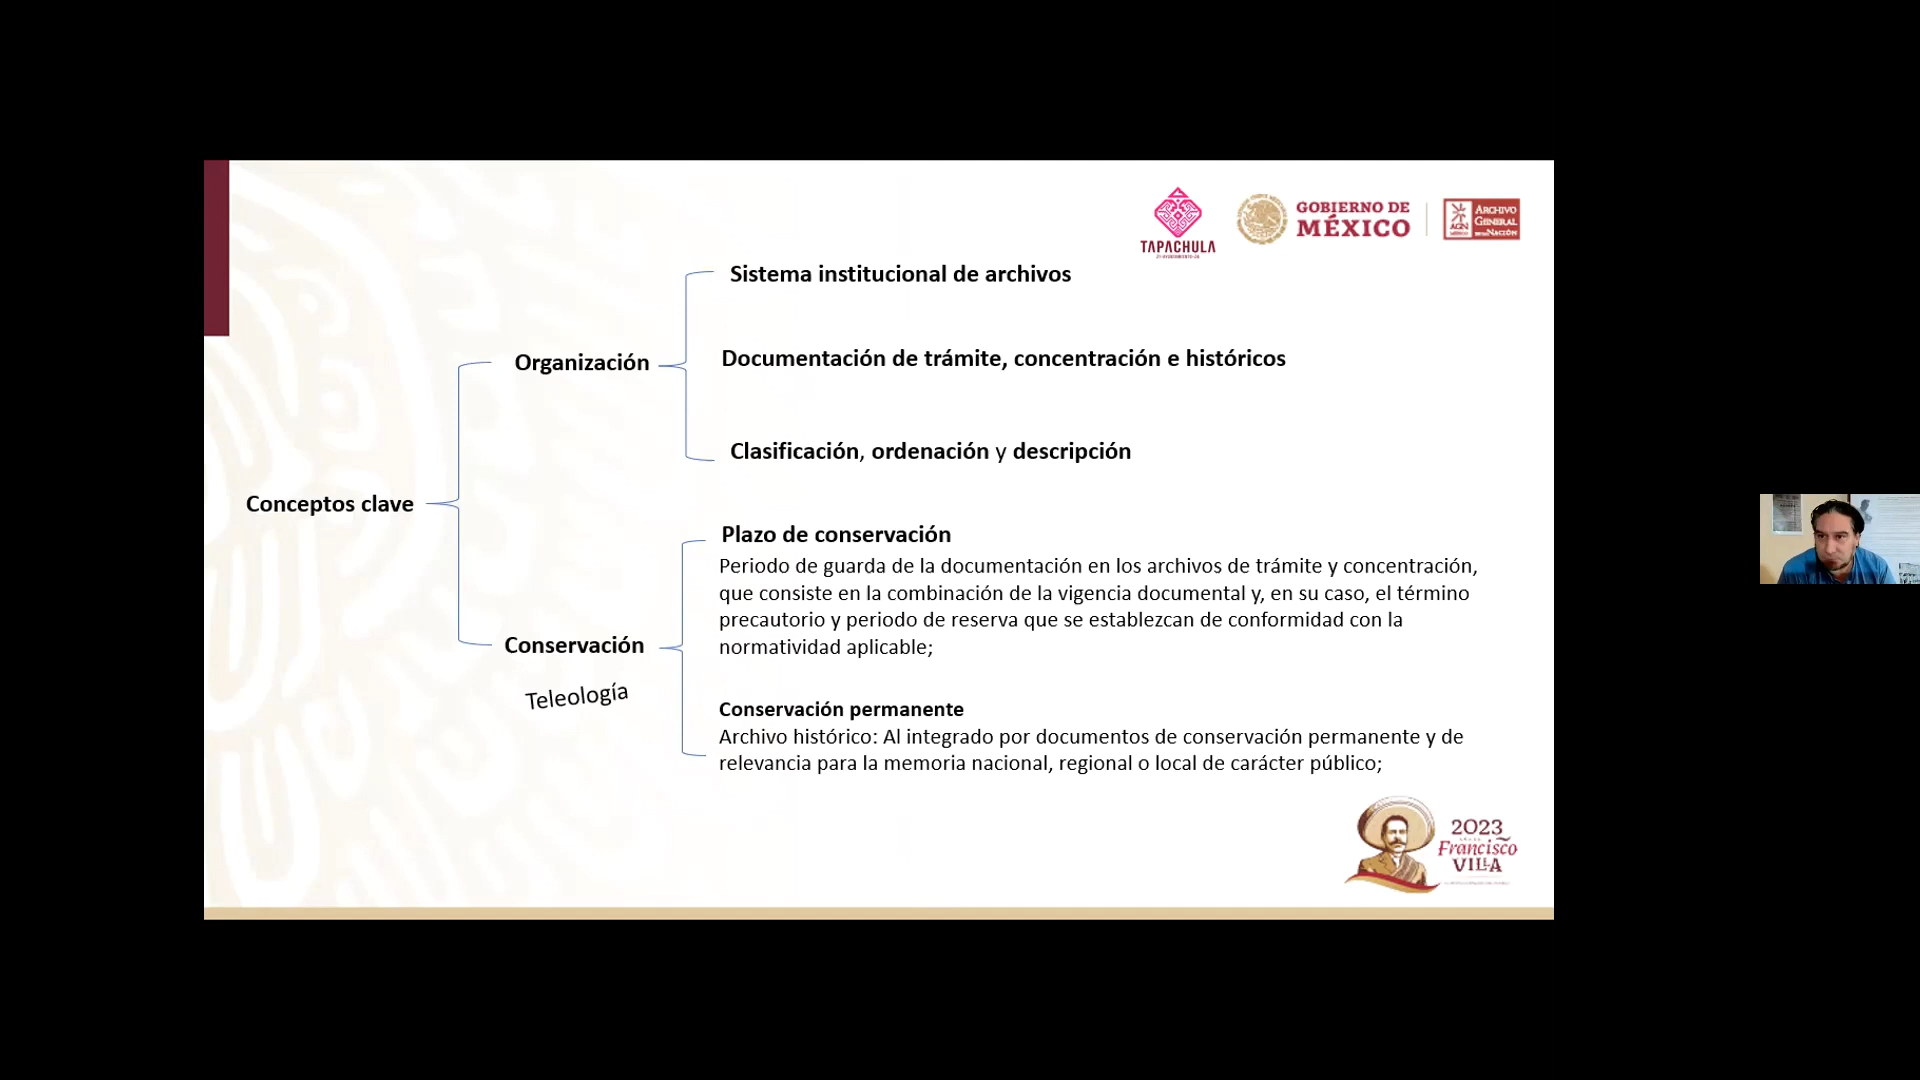 TAPACHULA
GOBIERNO DE
MÉXICO
AGN
ARCHIVO
GENERAL
DE LA NACIÓN
Sistema institucional de archivos
Organización
Documentación de trámite, concentración e históricos
Clasificación, ordenación y descripción
Conceptos clave
Plazo de conservación
Periodo de guarda de la documentación en los archivos de trámite y concentración,
que consiste en la combinación de la vigencia documental y, en su caso, el término
precautorio y periodo de reserva que se establezcan de conformidad con la
normatividad aplicable;
Conservación
Teleología
Conservación permanente
Archivo histórico: Al integrado por documentos de conservación permanente y de
relevancia para la memoria nacional, regional o local de carácter público;
2023
Francisco
VILLA